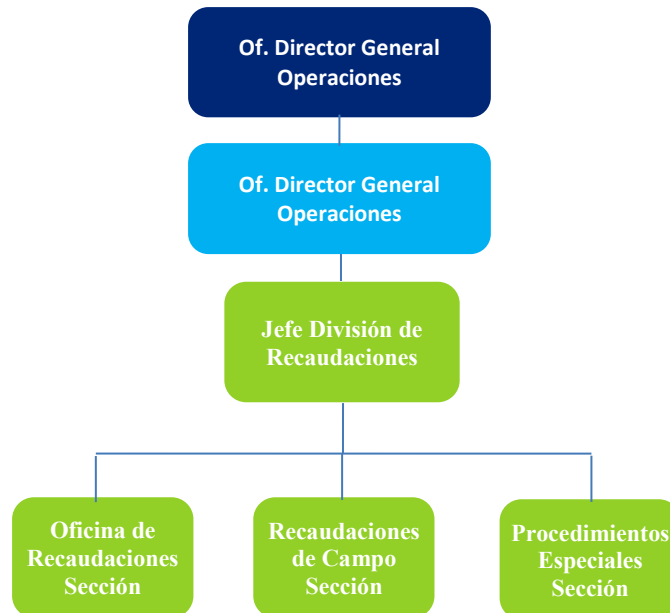 Of. Director General
Operaciones
Of. Director General
Operaciones
Jefe División de
Recaudaciones
Oficina de
Recaudaciones
Sección
Recaudaciones
de Campo
Sección
Procedimientos
Especiales
Sección